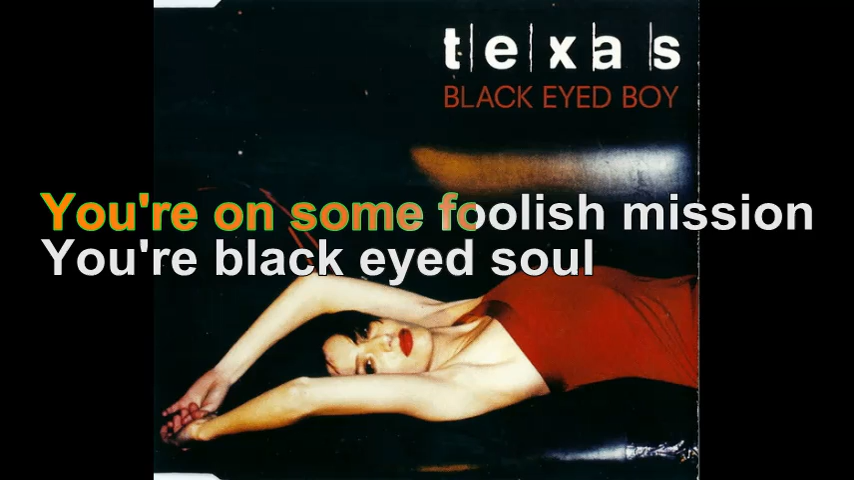 texas
BLACK EYED BOY
You're on some foolish mission
You're black eyed soul